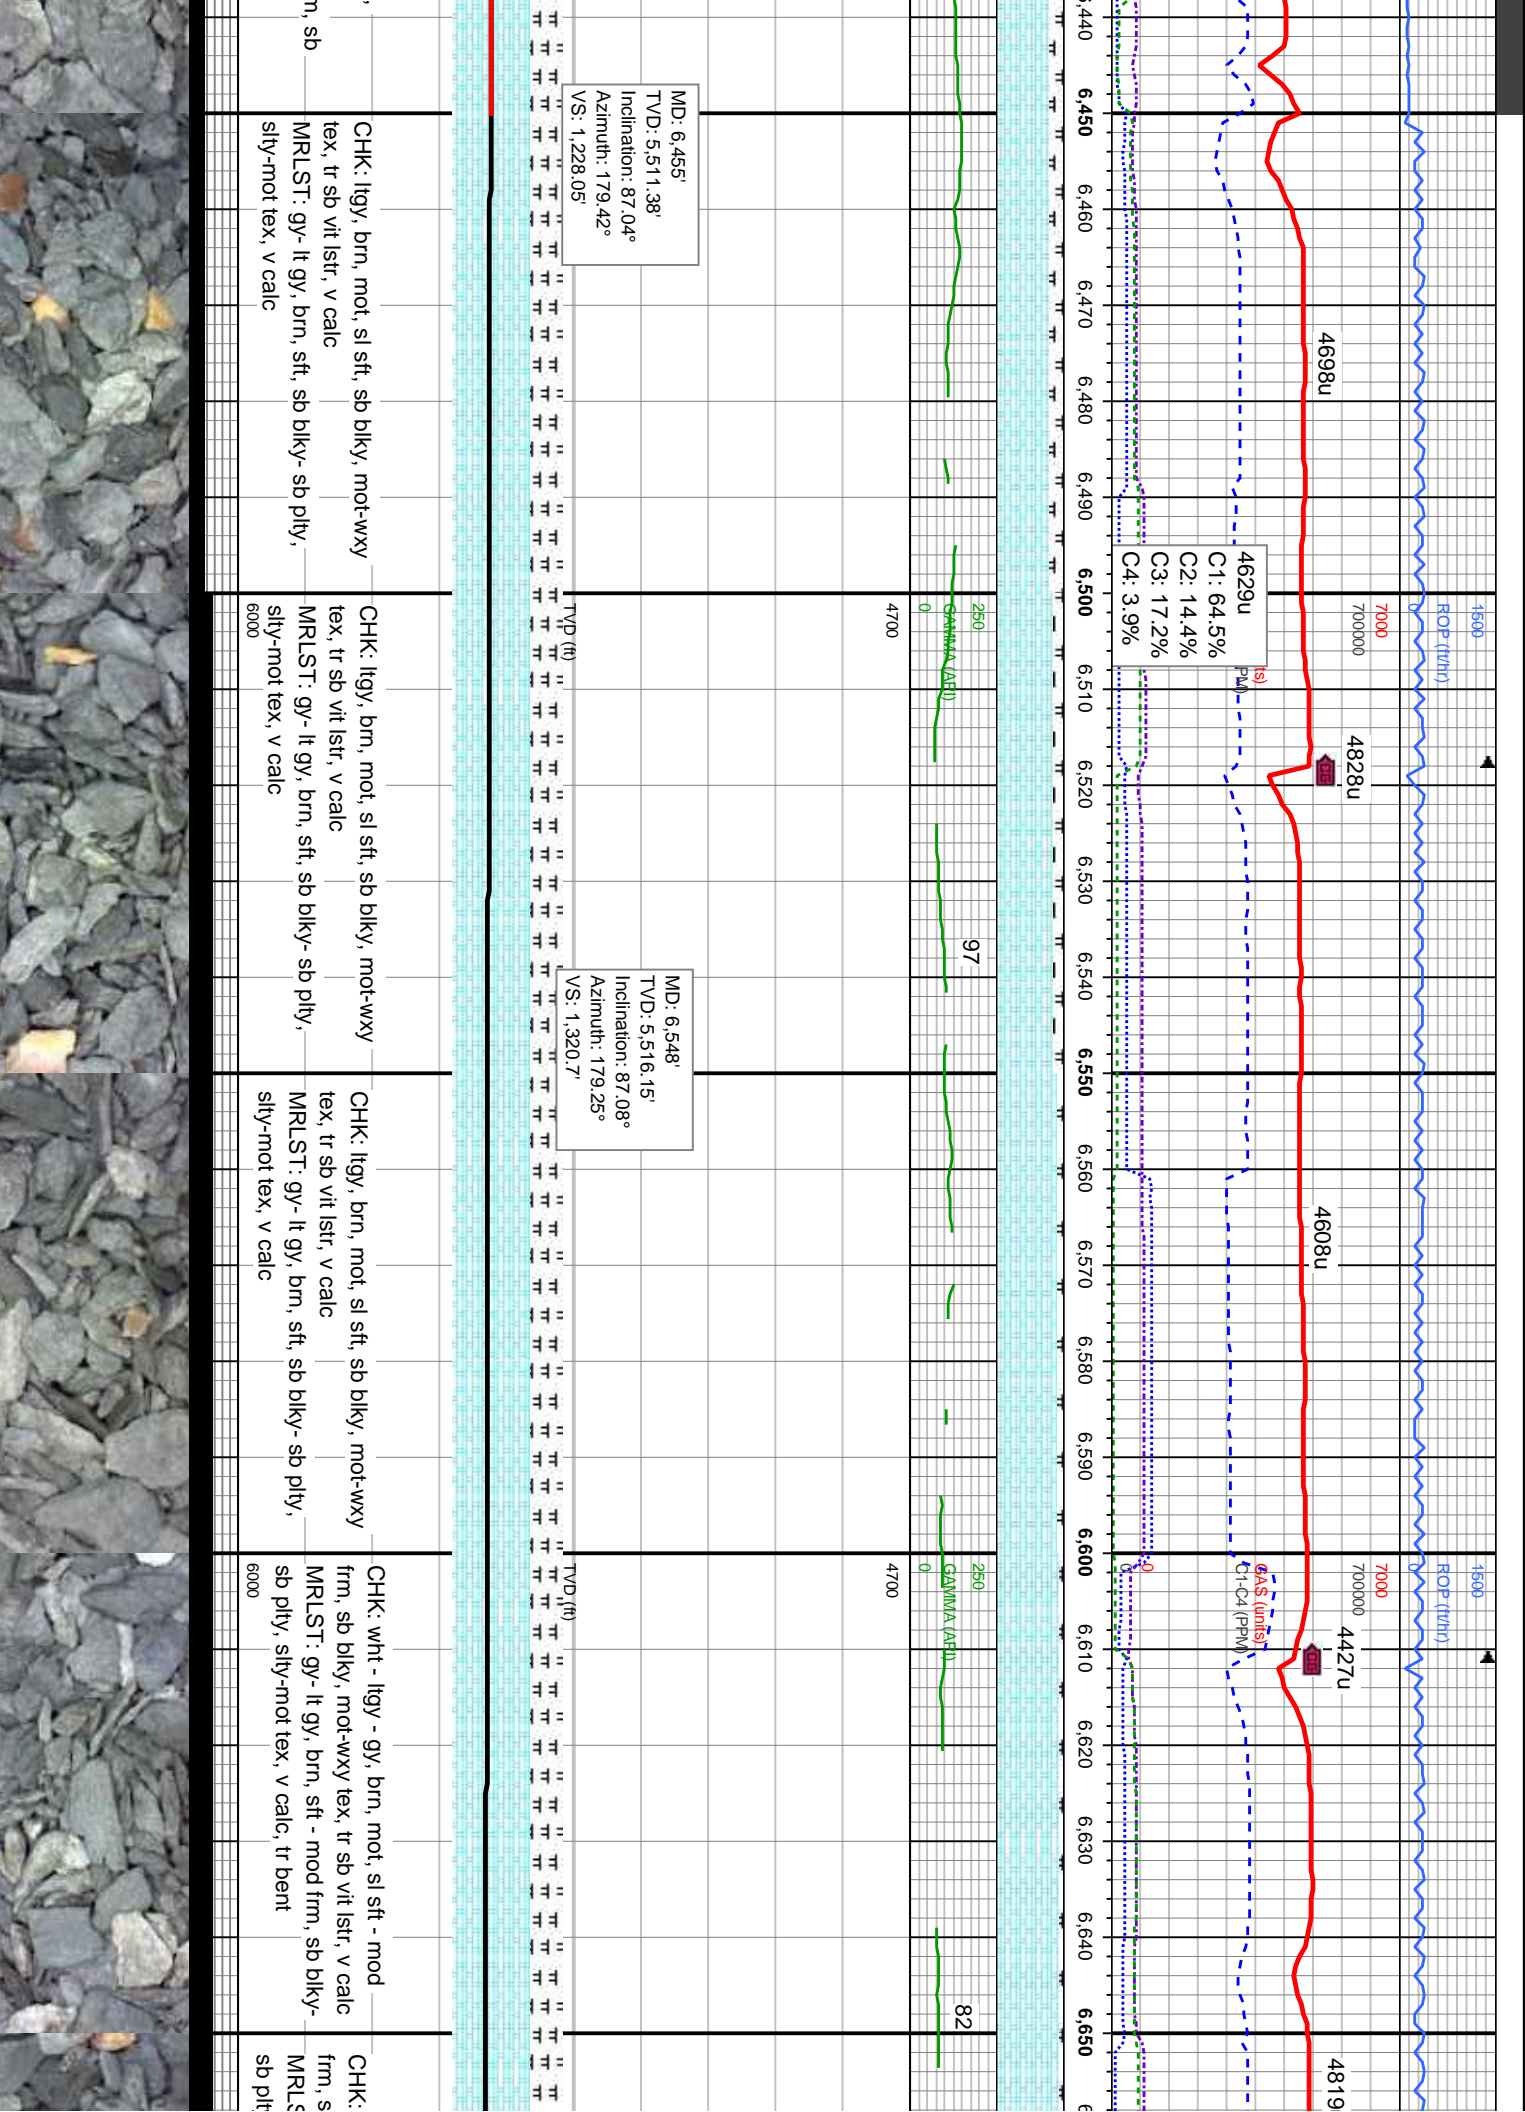 1500
ROP (ft/hr)
0
7000
700000
1500
ROP (ft/hr)
0
7000
700000
GAS (units)
C1-C4 (PPM)
0
0
ts)
PM)
4698u
4828u
OG
4608u
4427u
OG
4819
4629u
C1: 64.5%
C2: 14.4%
C3: 17.2%
C4: 3.9%
,440
6,450
6,460
6,470
6,480
6,490
6,500
6,510
6,520
6,530
6,540
6,550
6,560
6,570
6,580
6,590
6,600
6,610
6,620
6,630
6,640
6,650
6
250
GAMMA (API)
0
250
GAMMA (API)
0
97
82
4700
TVD (ft)
6000
4700
TVD (ft)
6000
MD: 6,455'
TVD: 5,511.38'
Inclination: 87.04°
Azimuth: 179.42°
VS: 1,228.05'
MD: 6,548'
TVD: 5,516.15'
Inclination: 87.08°
Azimuth: 179.25°
VS: 1,320.7'
,
m, sb
CHK: ltgy, brn, mot, sl sft, sb blky, mot-wxy
tex, tr sb vit lstr, v calc
MRLST: gy- lt gy, brn, sft, sb blky- sb plty,
slty-mot tex, v calc
CHK: ltgy, brn, mot, sl sft, sb blky, mot-wxy
tex, tr sb vit lstr, v calc
MRLST: gy- lt gy, brn, sft, sb blky- sb plty,
slty-mot tex, v calc
CHK: ltgy, brn, mot, sl sft, sb blky, mot-wxy
tex, tr sb vit lstr, v calc
MRLST: gy- lt gy, brn, sft, sb blky- sb plty,
slty-mot tex, v calc
CHK: wht - ltgy - gy, brn, mot, sl sft - mod
frm, sb blky, mot-wxy tex, tr sb vit lstr, v calc
MRLST: gy- lt gy, brn, sft - mod frm, sb blky-
sb plty, slty-mot tex, v calc, tr bent
CHK:
frm, s
MRLS
sb plt